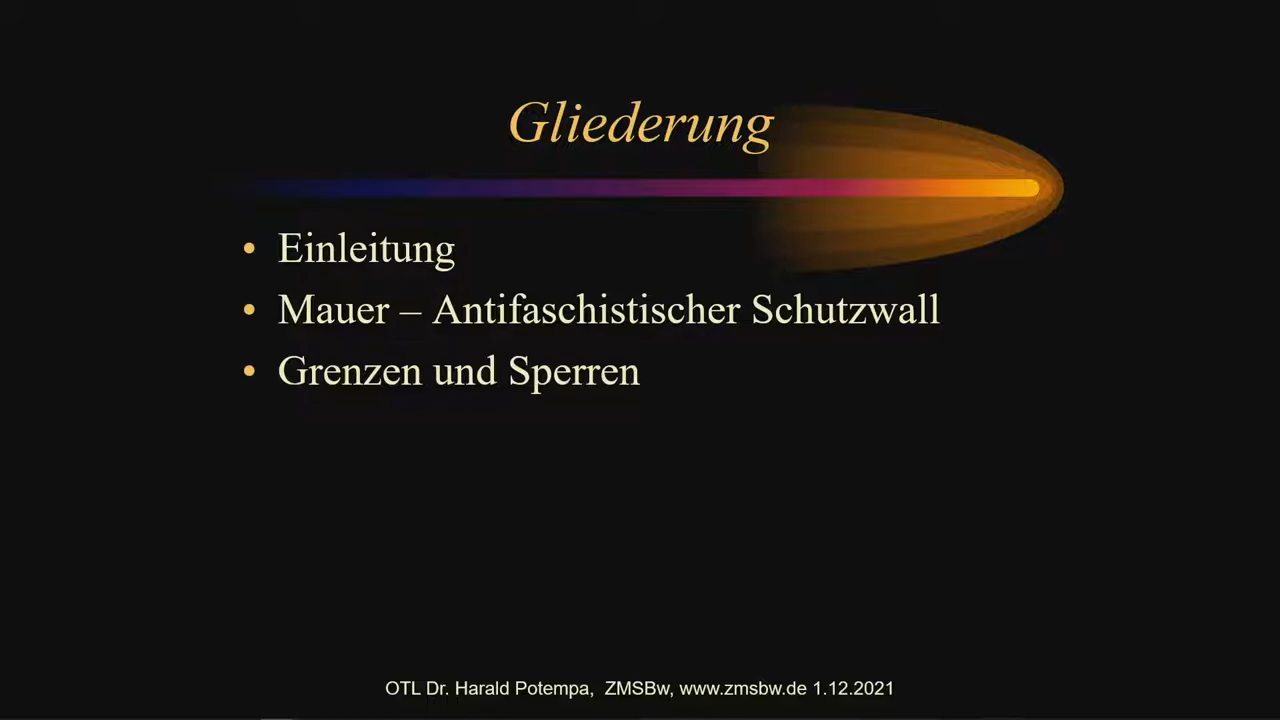 Gliederung
• Einleitung
• Mauer – Antifaschistischer Schutzwall
• Grenzen und Sperren
OTL Dr. Harald Potempa,  ZMSBw, www.zmsbw.de 1.12.2021